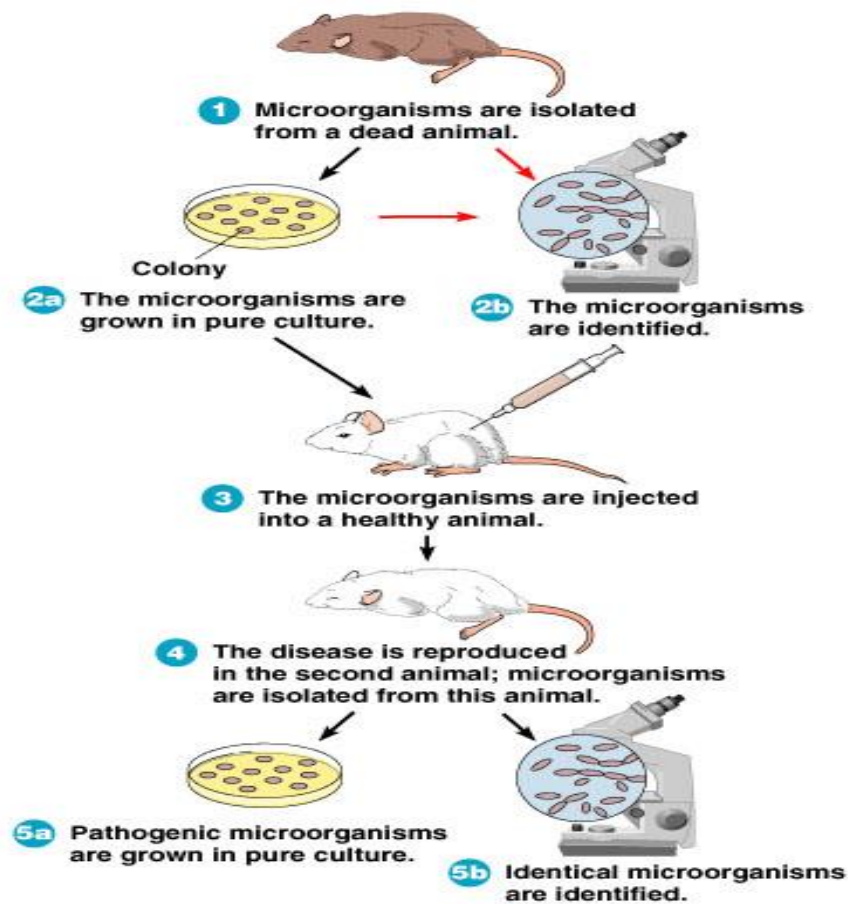 1 Microorganisms are isolated
from a dead animal.
Colony
2a The microorganisms are
grown in pure culture.
2b The microorganisms
are identified.
3 The microorganisms are injected
into a healthy animal.
4 The disease is reproduced
in the second animal; microorganisms
are isolated from this animal.
5a Pathogenic microorganisms
are grown in pure culture.
5b Identical microorganisms
are identified.